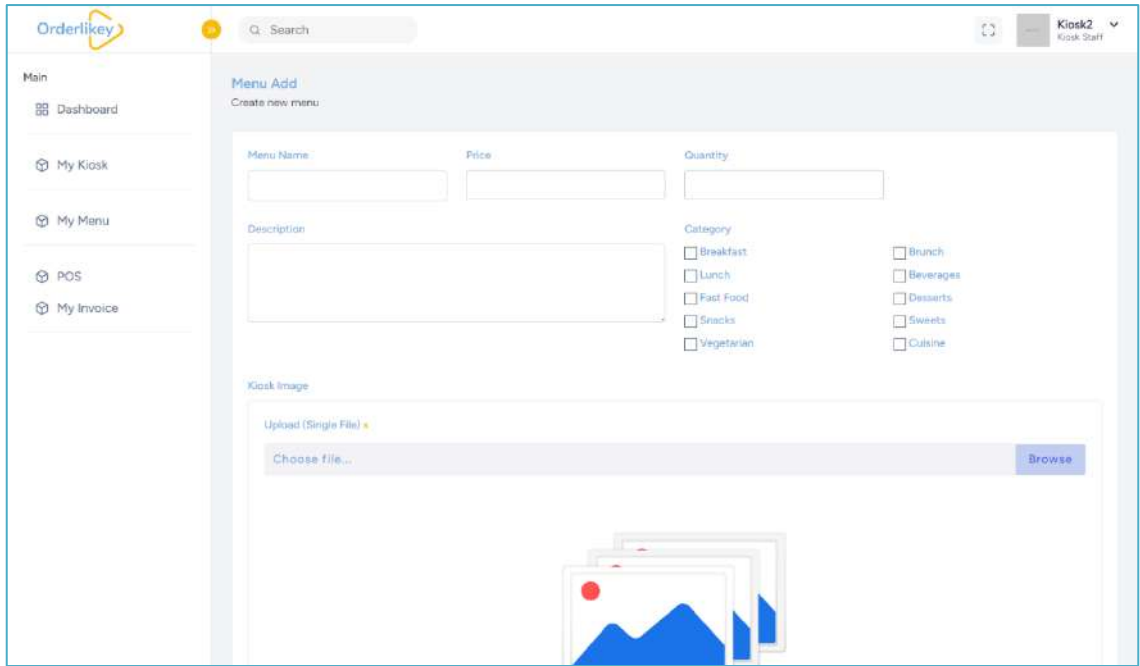 Orderlikey
Search
Kiosk2
Kiosk Staff
Main
Dashboard
My Kiosk
My Menu
POS
My Invoice
Menu Add
Create new menu
Menu Name
Price
Quantity
Description
Category
Breakfast
Brunch
Lunch
Beverages
Fast Food
Desserts
Snacks
Sweets
Vegetarian
Cuisine
Kiosk Image
Upload (Single File) x
Choose file...
Browse